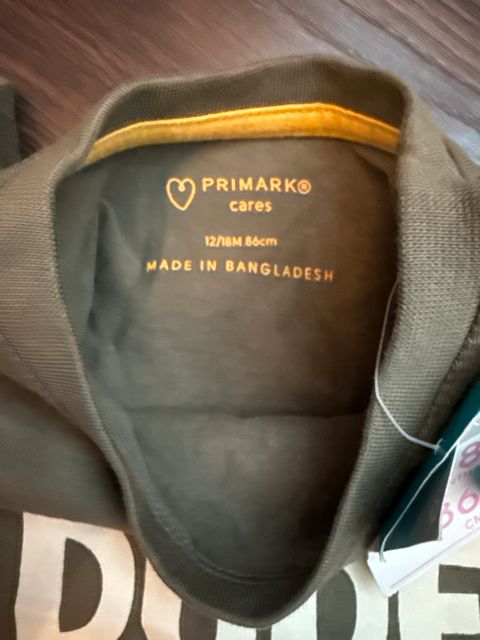 PRIMARK®
cares
12/18M 86cm
MADE IN BANGLADESH